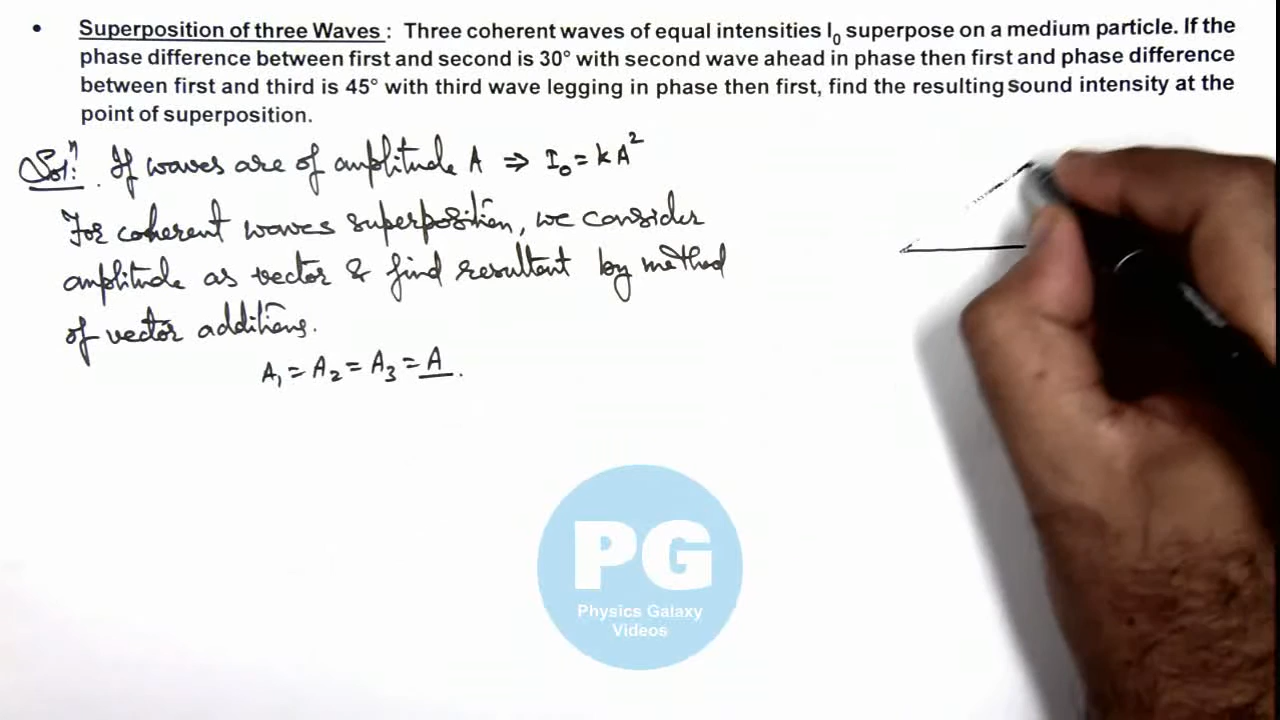 • Superposition of three Waves : Three coherent waves of equal intensities I₀ superpose on a medium particle. If the
phase difference between first and second is 30° with second wave ahead in phase then first and phase difference
between first and third is 45° with third wave legging in phase then first, find the resulting sound intensity at the
point of superposition.
Solⁿ: If waves are of amplitude A ⇒ I₀ = kA²
For coherent waves superposition, we consider
amplitude as vector & find resultant by method
of vector additions.
A₁ = A₂ = A₃ = A.
PG
Physics Galaxy
Videos